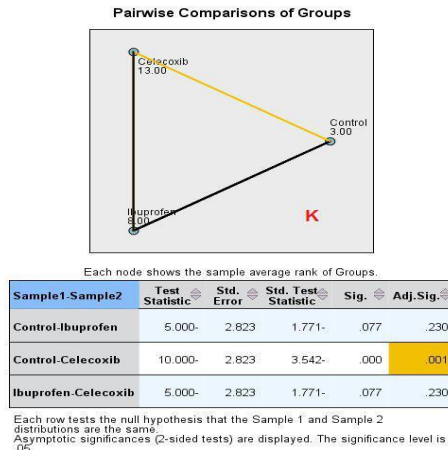 Pairwise Comparisons of Groups
Celecoxib
13.00
Control
3.00
Ibuprofen
8.00
K
Each node shows the sample average rank of Groups.
Sample1-Sample2 Test Statistic Std. Error Std. Test Statistic Sig. Adj.Sig.
Control-Ibuprofen 5.000- 2.823 1.771- .077 .230
Control-Celecoxib 10.000- 2.823 3.542- .000 .001
Ibuprofen-Celecoxib 5.000- 2.823 1.771- .077 .230
Each row tests the null hypothesis that the Sample 1 and Sample 2
distributions are the same.
Asymptotic significances (2-sided tests) are displayed. The significance level is
.05.